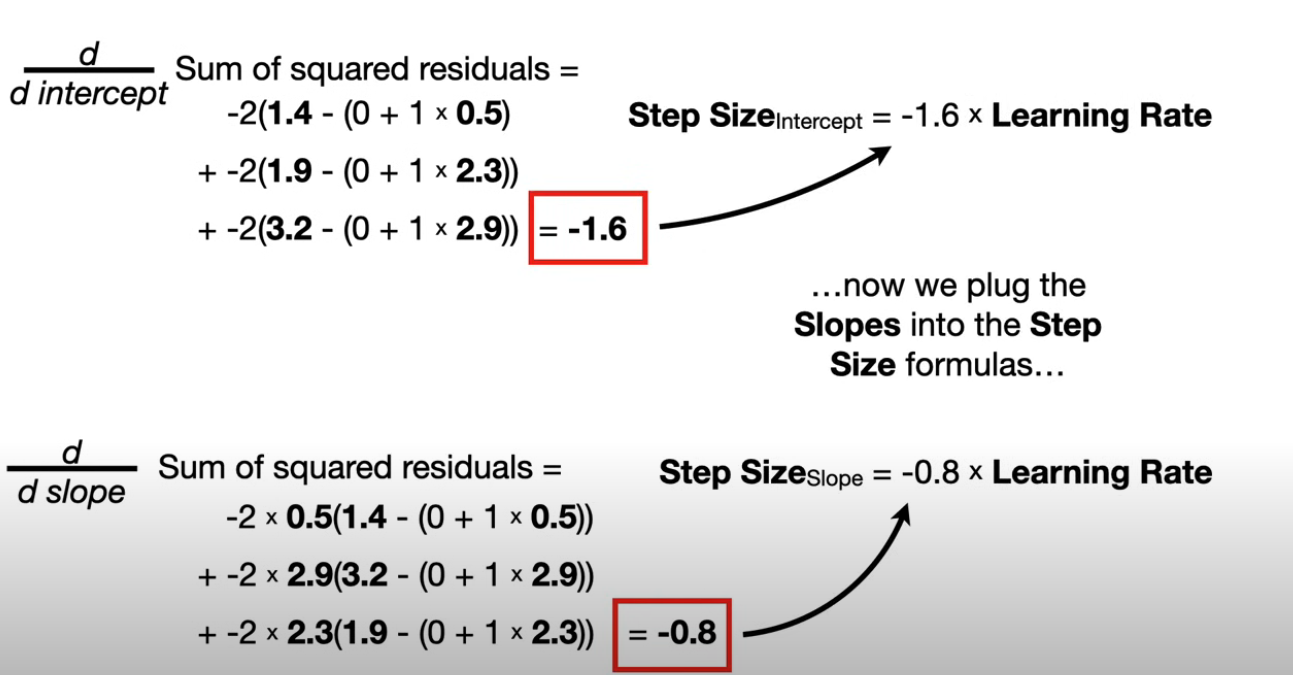 d
d intercept
Sum of squared residuals =
-2(1.4 - (0 + 1 × 0.5)
+ -2(1.9 - (0 + 1 × 2.3))
+ -2(3.2 - (0 + 1 × 2.9)) = -1.6
Step SizeIntercept = -1.6 × Learning Rate
…now we plug the
Slopes into the Step
Size formulas…
d
d slope
Sum of squared residuals =
-2 × 0.5(1.4 - (0 + 1 × 0.5))
+ -2 × 2.9(3.2 - (0 + 1 × 2.9))
+ -2 × 2.3(1.9 - (0 + 1 × 2.3)) = -0.8
Step SizeSlope = -0.8 × Learning Rate